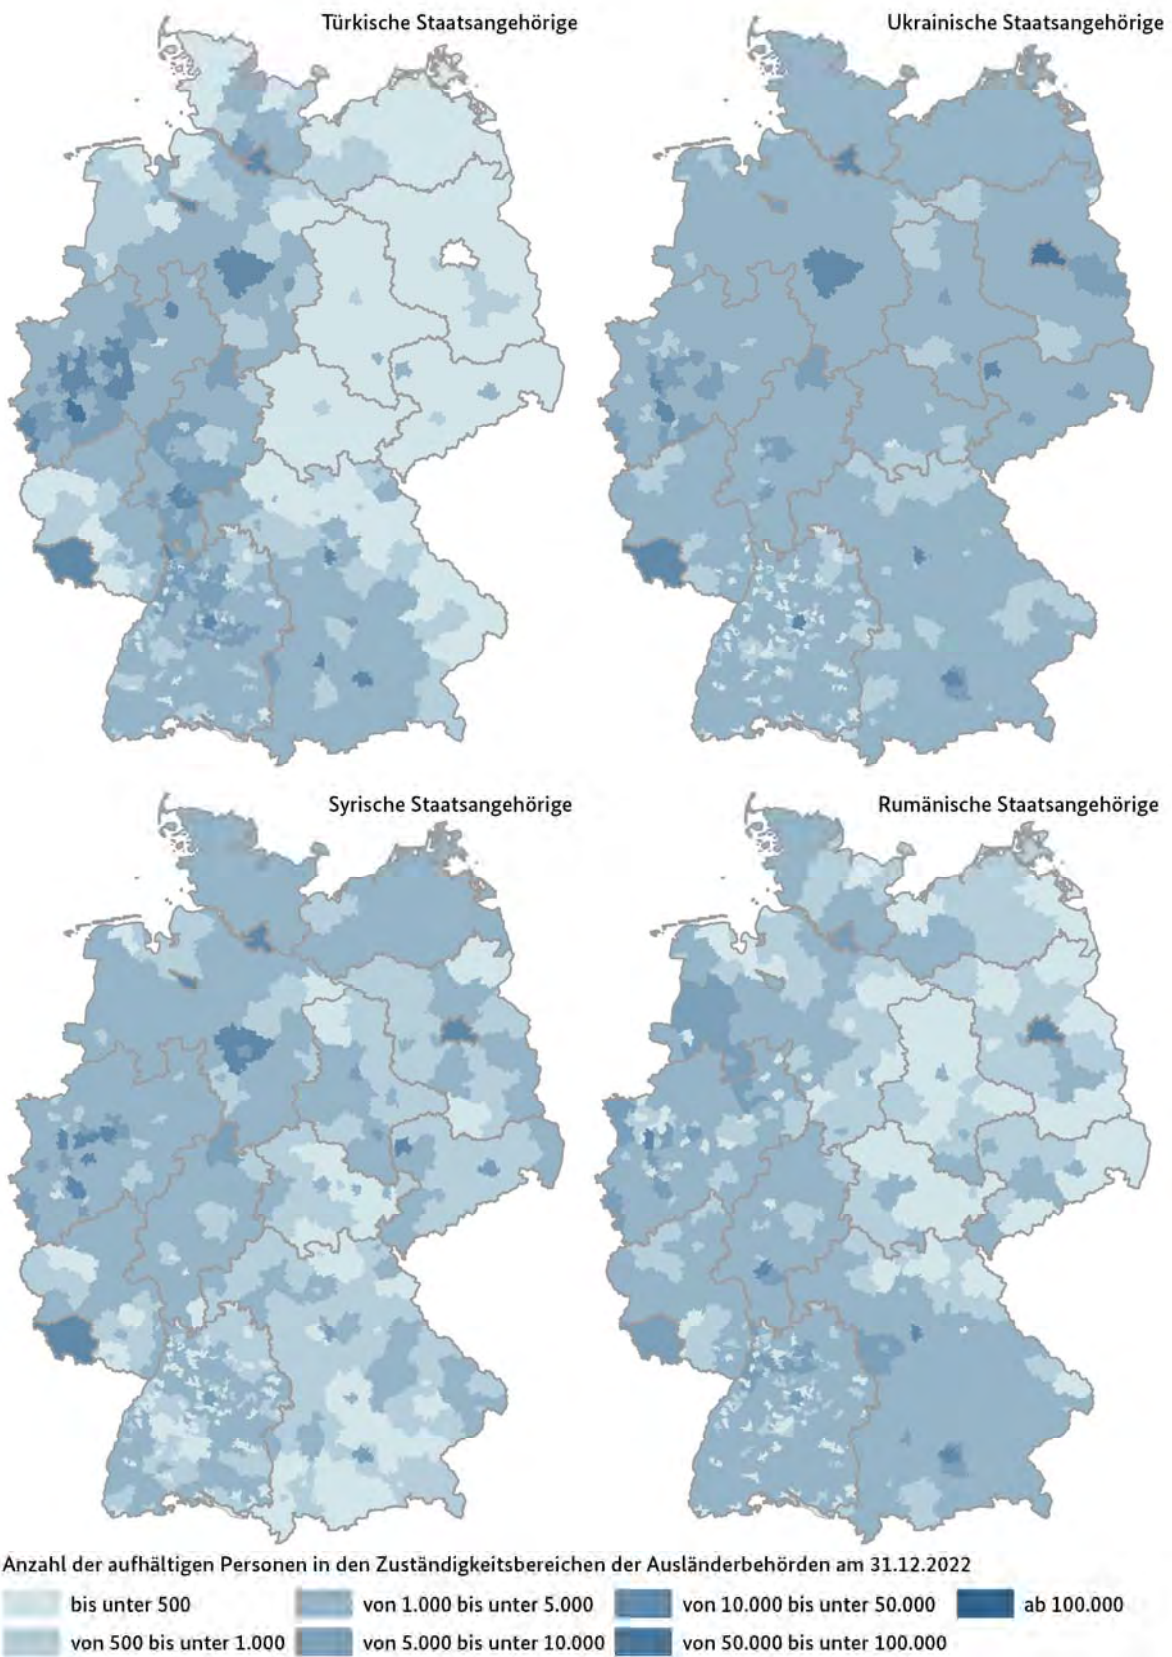 Türkische Staatsangehörige
Ukrainische Staatsangehörige
Syrische Staatsangehörige
Rumänische Staatsangehörige
Anzahl der aufhältigen Personen in den Zuständigkeitsbereichen der Ausländerbehörden am 31.12.2022
bis unter 500
von 1.000 bis unter 5.000
von 10.000 bis unter 50.000
ab 100.000
von 500 bis unter 1.000
von 5.000 bis unter 10.000
von 50.000 bis unter 100.000